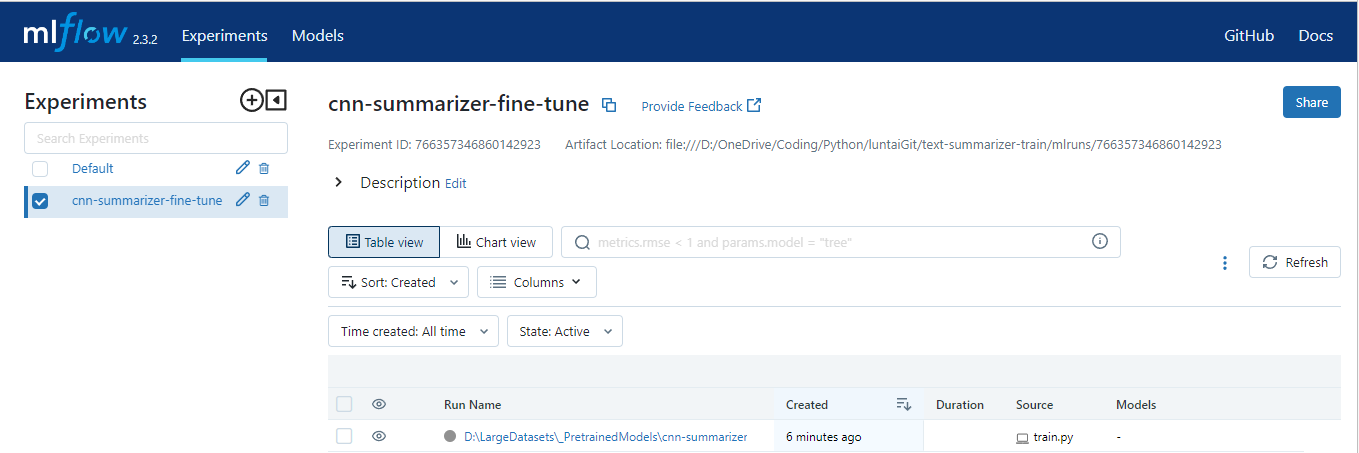 mlflow 2.3.2 Experiments Models GitHub Docs
Experiments
Search Experiments
Default
cnn-summarizer-fine-tune
cnn-summarizer-fine-tune Provide Feedback Share
Experiment ID: 766357346860142923 Artifact Location: file:///D:/OneDrive/Coding/Python/luntaiGit/text-summarizer-train/mlruns/766357346860142923
Description Edit
Table view Chart view metrics.rmse < 1 and params.model = "tree"
Refresh
Sort: Created Columns
Time created: All time State: Active
Run Name Created Duration Source Models
D:\LargeDatasets\_PretrainedModels\cnn-summarizer 6 minutes ago train.py -